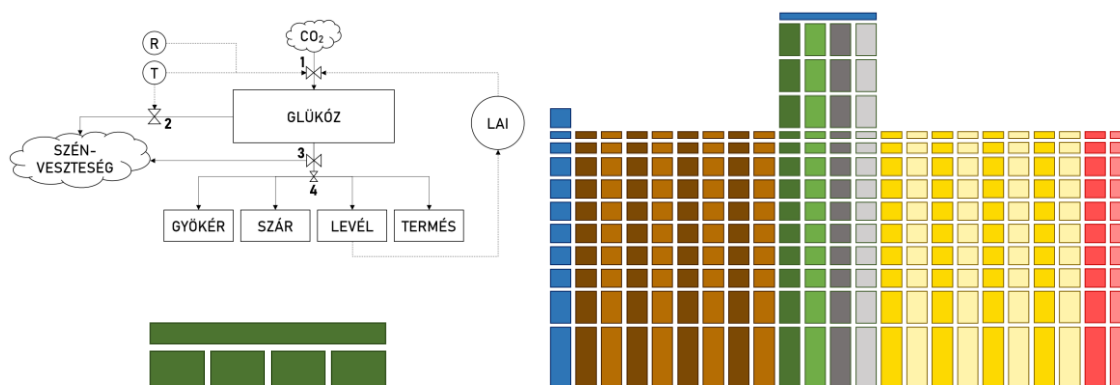 CO₂
R
1
T
GLÜKÓZ
LAI
2
SZÉN-
VESZTESÉG
3
4
GYÖKÉR
SZÁR
LEVÉL
TERMÉS